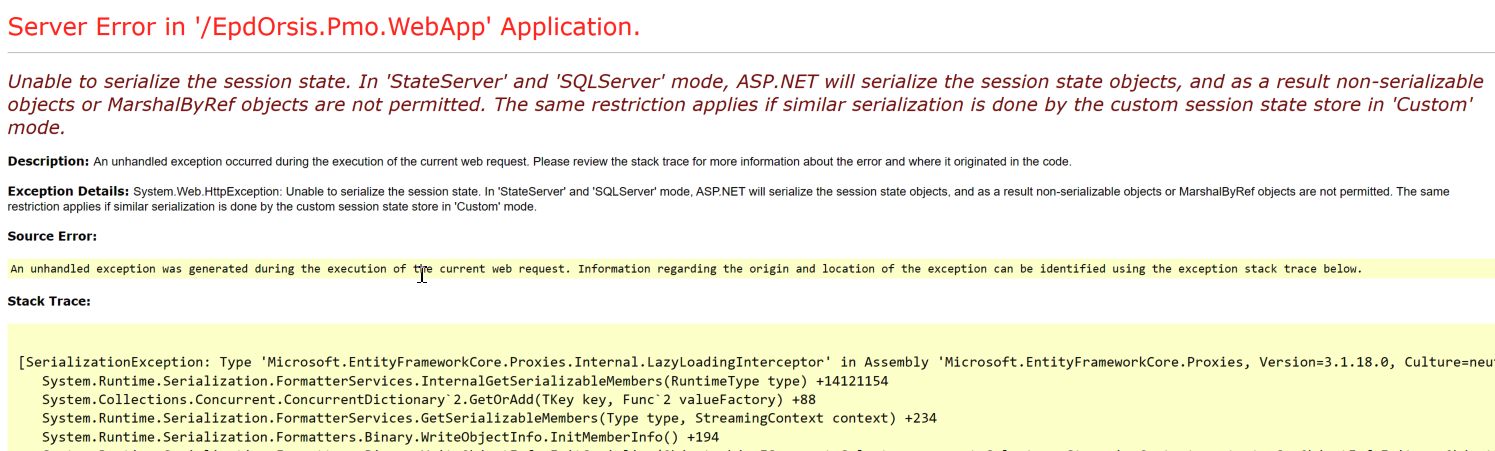 Server Error in '/EpdOrsis.Pmo.WebApp' Application.
Unable to serialize the session state. In 'StateServer' and 'SQLServer' mode, ASP.NET will serialize the session state objects, and as a result non-serializable
objects or MarshalByRef objects are not permitted. The same restriction applies if similar serialization is done by the custom session state store in 'Custom'
mode.
Description: An unhandled exception occurred during the execution of the current web request. Please review the stack trace for more information about the error and where it originated in the code.
Exception Details: System.Web.HttpException: Unable to serialize the session state. In 'StateServer' and 'SQLServer' mode, ASP.NET will serialize the session state objects, and as a result non-serializable objects or MarshalByRef objects are not permitted. The same
restriction applies if similar serialization is done by the custom session state store in 'Custom' mode.
Source Error:
An unhandled exception was generated during the execution of the current web request. Information regarding the origin and location of the exception can be identified using the exception stack trace below.
Stack Trace:
[SerializationException: Type 'Microsoft.EntityFrameworkCore.Proxies.Internal.LazyLoadingInterceptor' in Assembly 'Microsoft.EntityFrameworkCore.Proxies, Version=3.1.18.0, Culture=neu
System.Runtime.Serialization.FormatterServices.InternalGetSerializableMembers(RuntimeType type) +14121154
System.Collections.Concurrent.ConcurrentDictionary`2.GetOrAdd(TKey key, Func`2 valueFactory) +88
System.Runtime.Serialization.FormatterServices.GetSerializableMembers(Type type, StreamingContext context) +234
System.Runtime.Serialization.Formatters.Binary.WriteObjectInfo.InitMemberInfo() +194